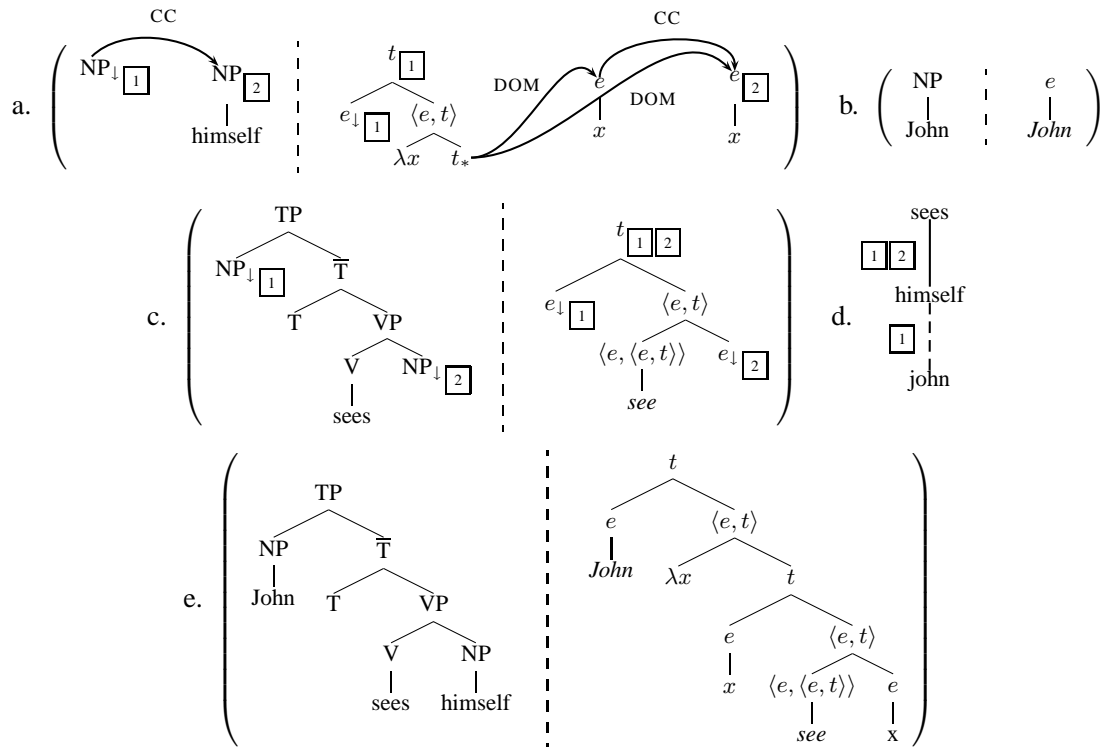 CC
CC
a.
NP↓ 1
NP 2
himself
t 1
e↓ 1
⟨e, t⟩
λx
t*
DOM
DOM
e
x
e 2
x
b.
NP
John
e
John
c.
TP
NP↓ 1
T̅
T
VP
V
NP↓ 2
sees
t 1 2
e↓ 1
⟨e, t⟩
⟨e, ⟨e, t⟩⟩
e↓ 2
see
d.
sees
1 2
himself
1
john
e.
TP
NP
T̅
John
T
VP
V
NP
sees
himself
t
e
⟨e, t⟩
John
λx
t
e
⟨e, t⟩
x
⟨e, ⟨e, t⟩⟩
e
see
x